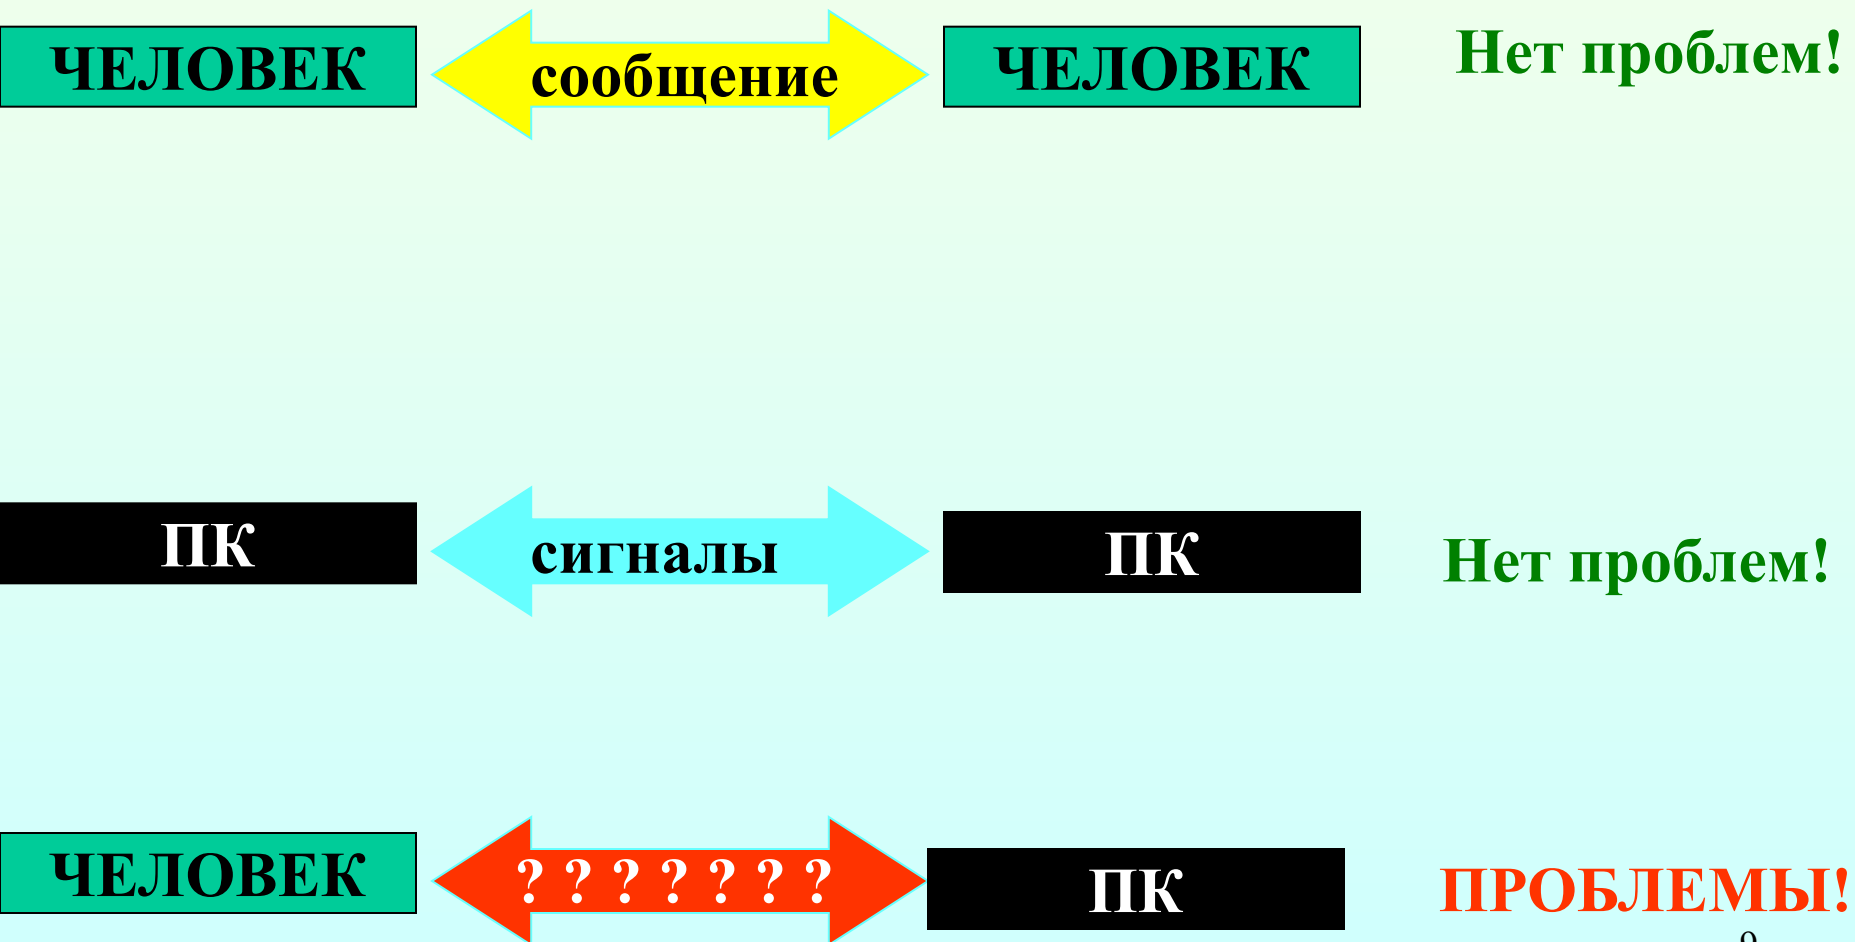 ЧЕЛОВЕК сообщение ЧЕЛОВЕК Нет проблем!
ПК сигналы ПК Нет проблем!
ЧЕЛОВЕК ? ? ? ? ? ? ? ПК ПРОБЛЕМЫ!